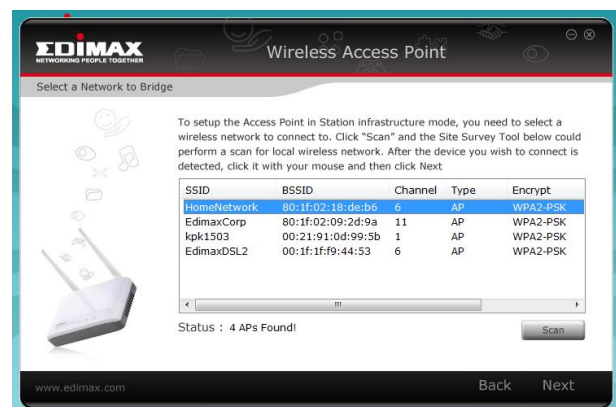 EDIMAX
NETWORKING PEOPLE TOGETHER
Wireless Access Point
Select a Network to Bridge
To setup the Access Point in Station infrastructure mode, you need to select a
wireless network to connect to. Click "Scan" and the Site Survey Tool below could
perform a scan for local wireless network. After the device you wish to connect is
detected, click it with your mouse and then click Next
SSID BSSID Channel Type Encrypt
HomeNetwork 80:1f:02:18:de:b6 6 AP WPA2-PSK
EdimaxCorp 80:1f:02:09:2d:9a 11 AP WPA2-PSK
kpk1503 00:21:91:0d:99:5b 1 AP WPA2-PSK
EdimaxDSL2 00:1f:1f:f9:44:53 6 AP WPA2-PSK
Status : 4 APs Found!
Scan
www.edimax.com
Back Next